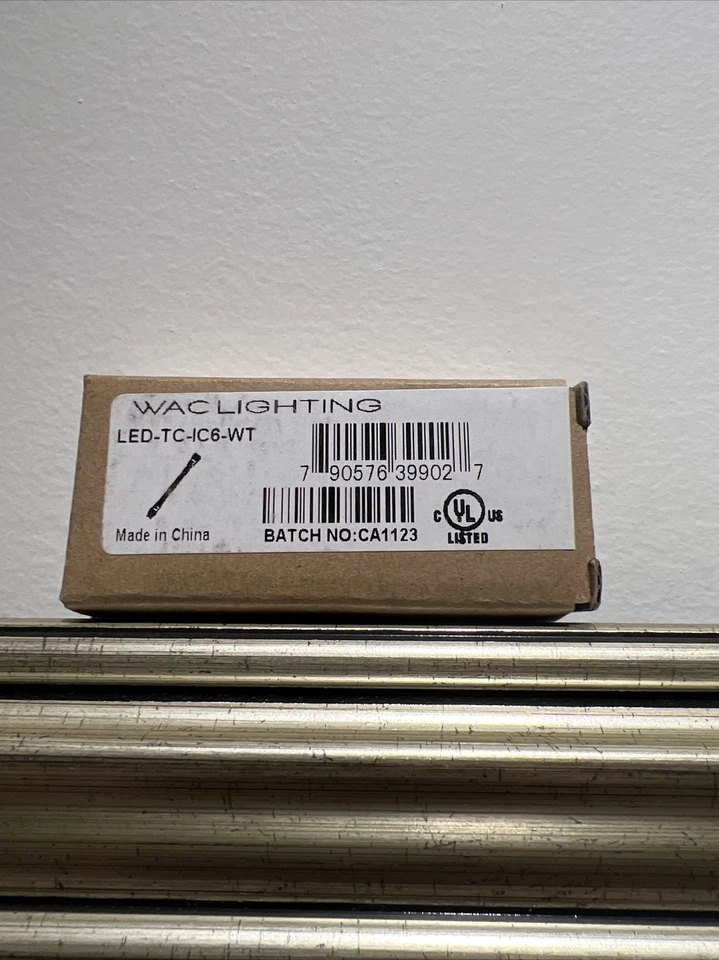 WAC LIGHTING
LED-TC-IC6-WT
7 90576 39902 7
Made in China
BATCH NO:CA1123
C UL US
LISTED